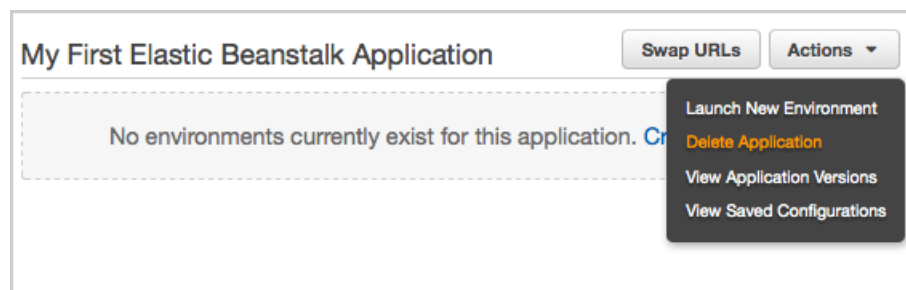 My First Elastic Beanstalk Application
Swap URLs
Actions
No environments currently exist for this application.
Launch New Environment
Delete Application
View Application Versions
View Saved Configurations